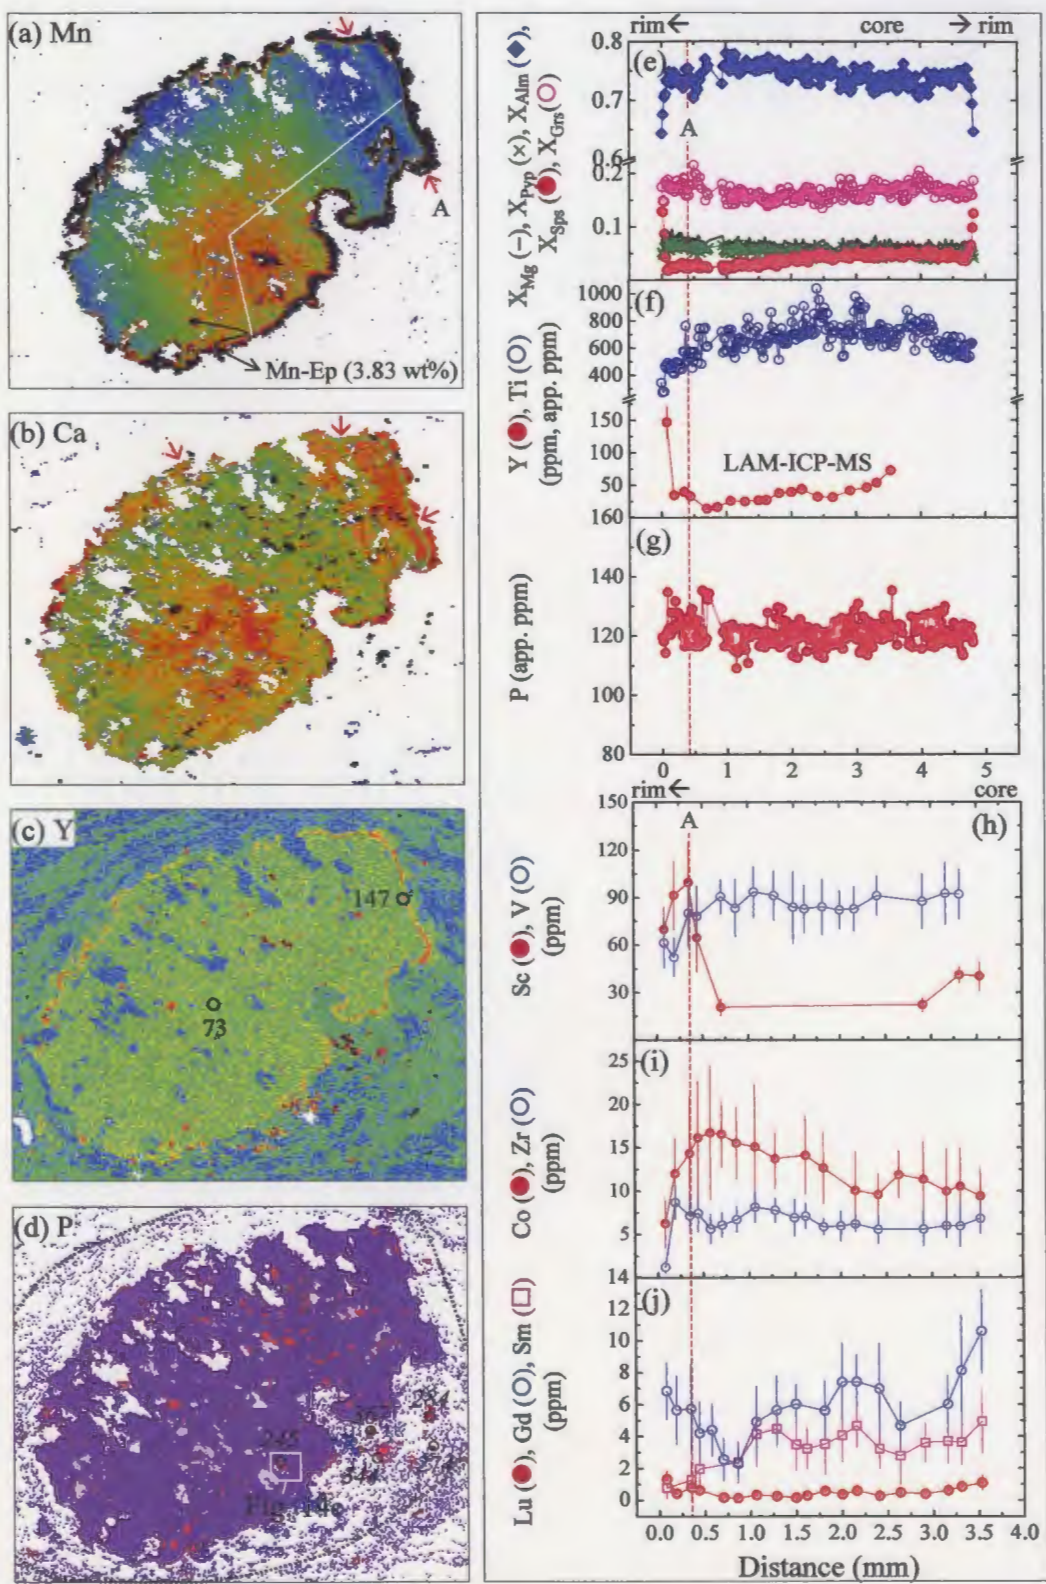 (a) Mn
A
Mn-Ep (3.83 wt%)
(b) Ca
(c) Y
147
73
(d) P
245
rim ← core → rim
X_Mg (−), X_Pyp (×), X_Alm (◆),
X_Sps (●), X_Grs (○)
0.8
(e)
0.7
A
0.6
0.2
0.1
Y (●), Ti (○)
(ppm, app. ppm)
1000
(f)
800
600
400
150
LAM-ICP-MS
50
160
P (app. ppm)
(g)
140
120
100
80
0 1 2 3 4 5
rim ← core
Sc (●), V (○)
(ppm)
150
A
(h)
120
90
60
30
Co (●), Zr (○)
(ppm)
25
(i)
20
15
10
5
14
Lu (●), Gd (○), Sm (□)
(ppm)
(j)
12
10
8
6
4
2
0
0.0 0.5 1.0 1.5 2.0 2.5 3.0 3.5 4.0
Distance (mm)